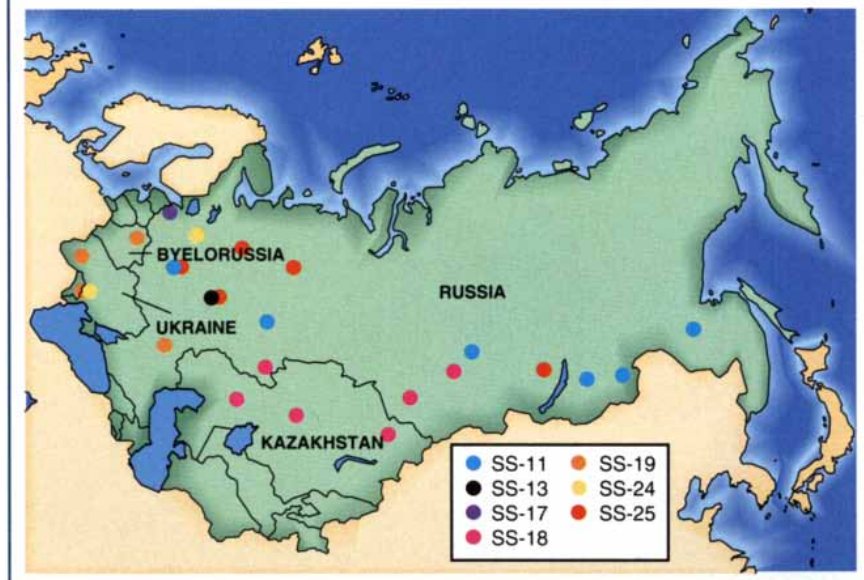 BYELORUSSIA
RUSSIA
UKRAINE
KAZAKHSTAN
SS-11 SS-19
SS-13 SS-24
SS-17 SS-25
SS-18